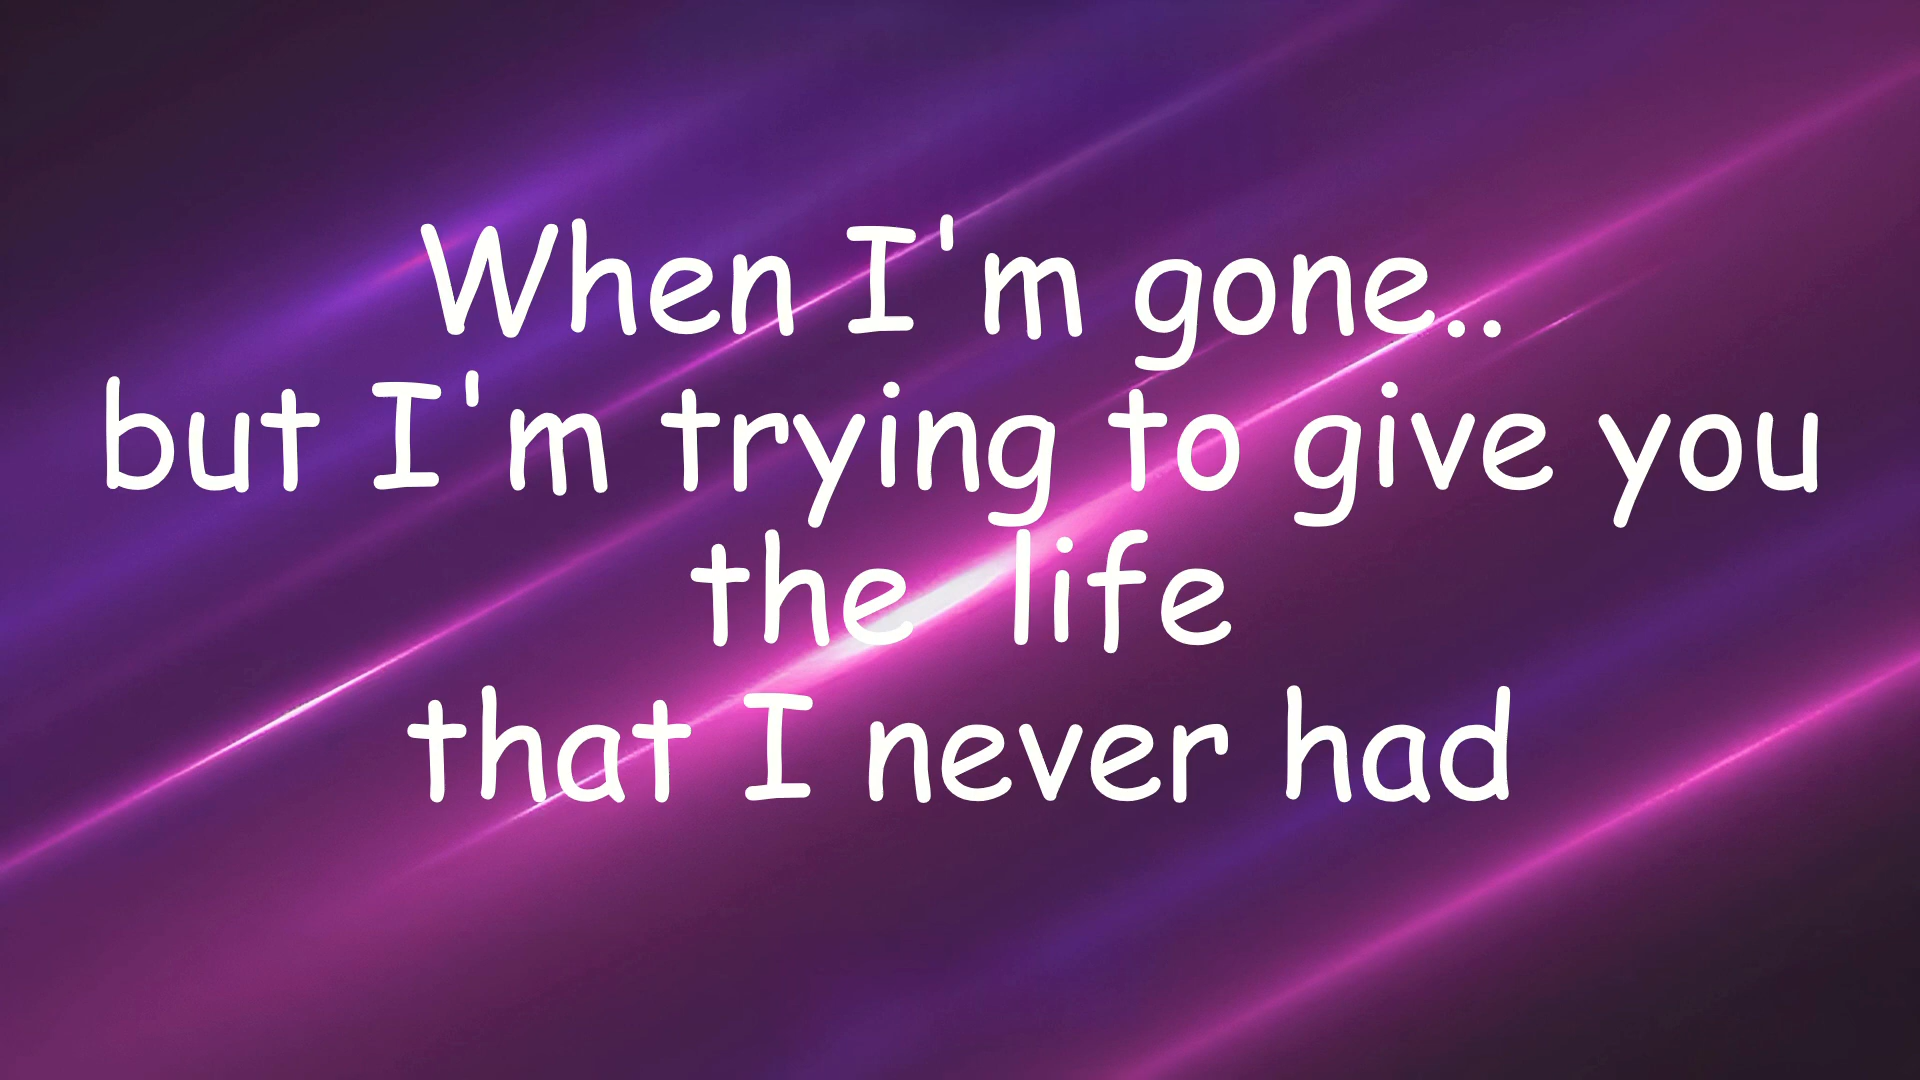 When I'm gone..
but I'm trying to give you
the life
that I never had